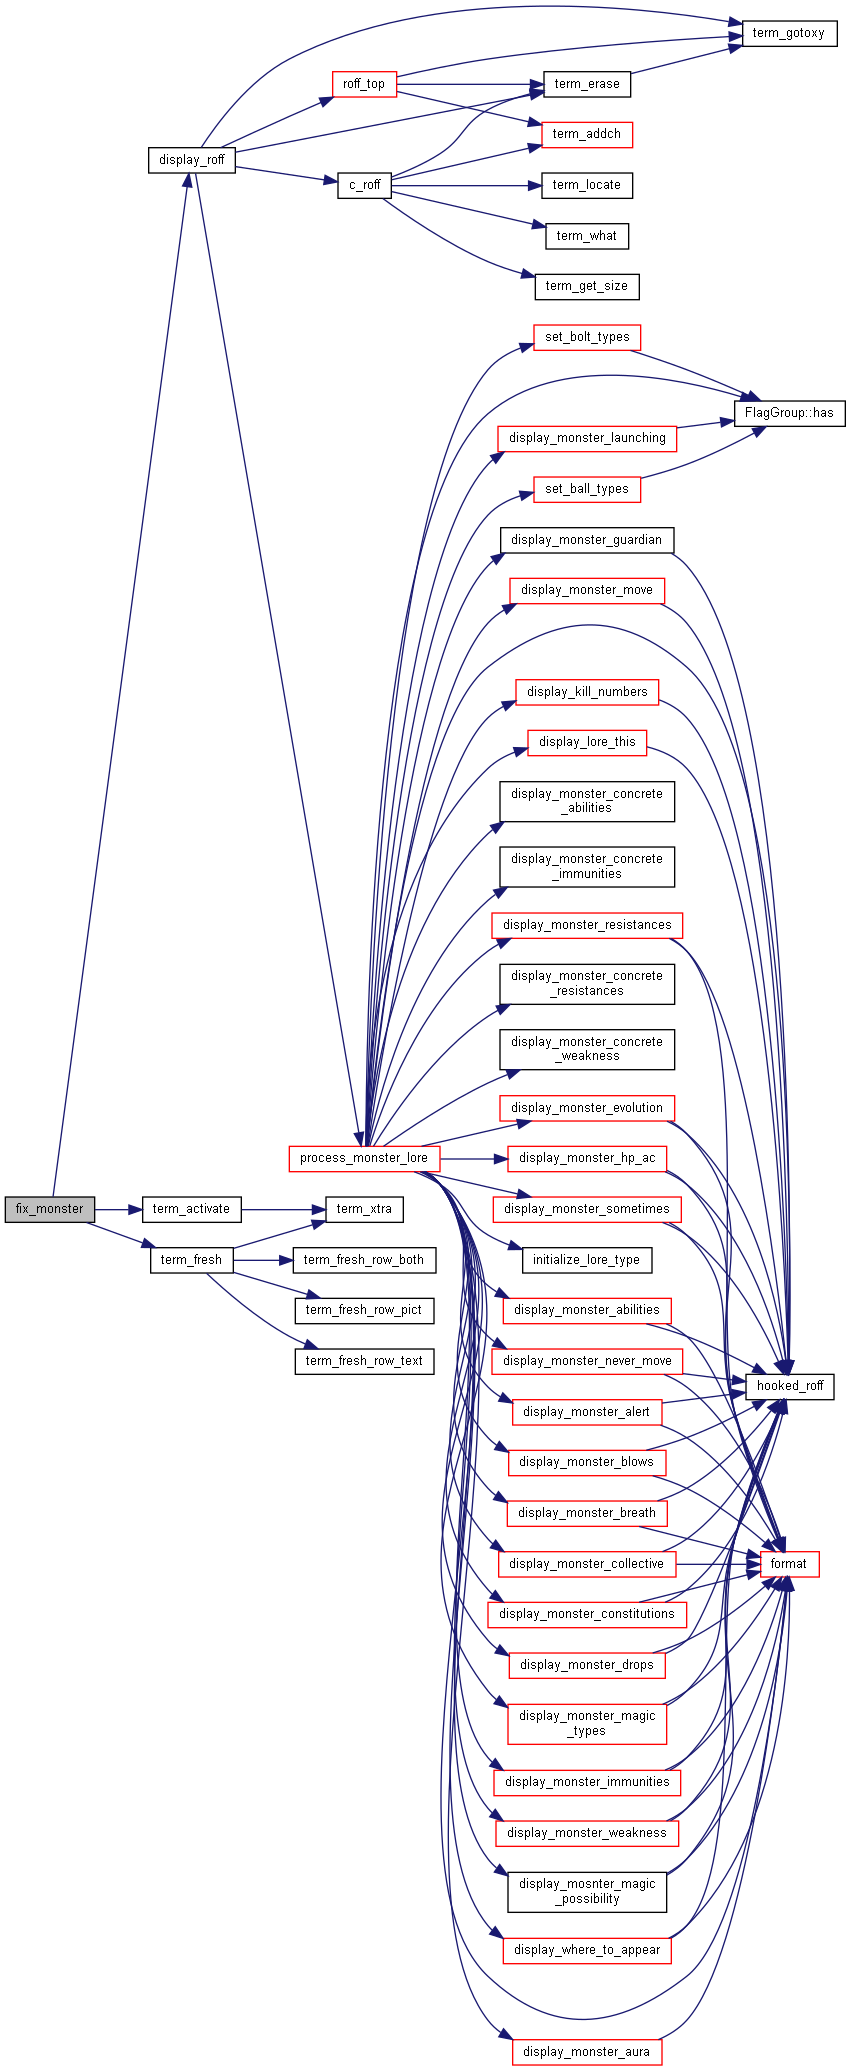 term_gotoxy
roff_top
term_erase
term_addch
display_roff
c_roff
term_locate
term_what
term_get_size
set_bolt_types
FlagGroup::has
display_monster_launching
set_ball_types
display_monster_guardian
display_monster_move
display_kill_numbers
display_lore_this
display_monster_concrete
_abilities
display_monster_concrete
_immunities
display_monster_resistances
display_monster_concrete
_resistances
display_monster_concrete
_weakness
display_monster_evolution
process_monster_lore
display_monster_hp_ac
fix_monster
term_activate
term_xtra
display_monster_sometimes
term_fresh
term_fresh_row_both
initialize_lore_type
term_fresh_row_pict
display_monster_abilities
term_fresh_row_text
display_monster_never_move
hooked_roff
display_monster_alert
display_monster_blows
display_monster_breath
display_monster_collective
format
display_monster_constitutions
display_monster_drops
display_monster_magic
_types
display_monster_immunities
display_monster_weakness
display_mosnter_magic
_possibility
display_where_to_appear
display_monster_aura